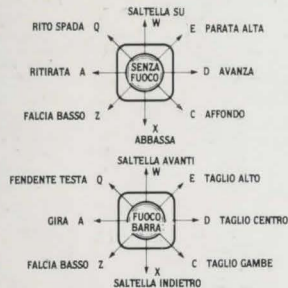 SALTELLA SU
W
RITO SPADA Q
E PARATA ALTA
RITIRATA A
SENZA
FUOCO
D AVANZA
FALCIA BASSO Z
C AFFONDO
X
ABBASSA
SALTELLA AVANTI
W
FENDENTE TESTA Q
E TAGLIO ALTO
GIRA A
FUOCO
BARRA
D TAGLIO CENTRO
FALCIA BASSO Z
C TAGLIO GAMBE
X
SALTELLA INDIETRO